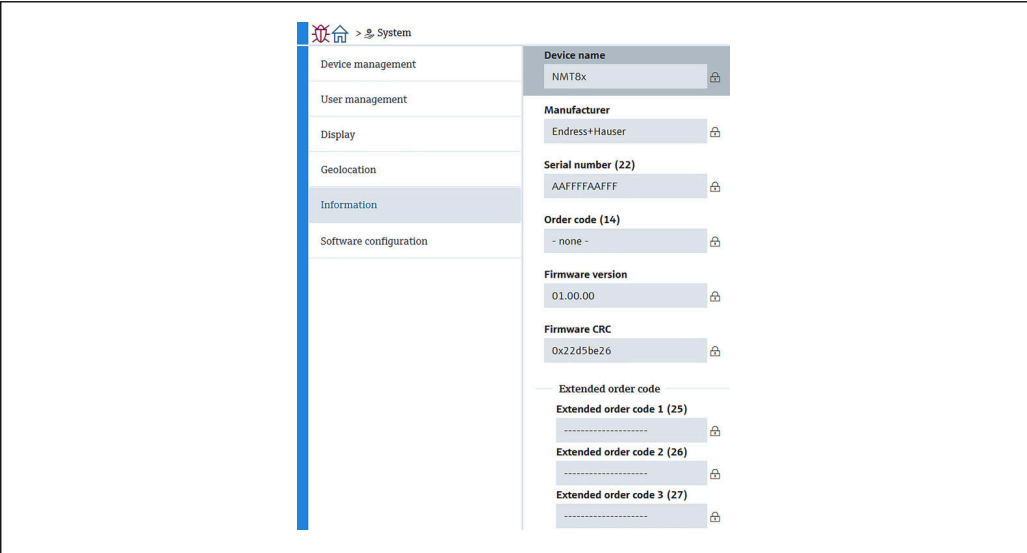 > System
Device management
User management
Display
Geolocation
Information
Software configuration
Device name
NMT8x
Manufacturer
Endress+Hauser
Serial number (22)
AAFFFFAAFFF
Order code (14)
- none -
Firmware version
01.00.00
Firmware CRC
0x22d5be26
Extended order code
Extended order code 1 (25)
--------------------
Extended order code 2 (26)
--------------------
Extended order code 3 (27)
--------------------